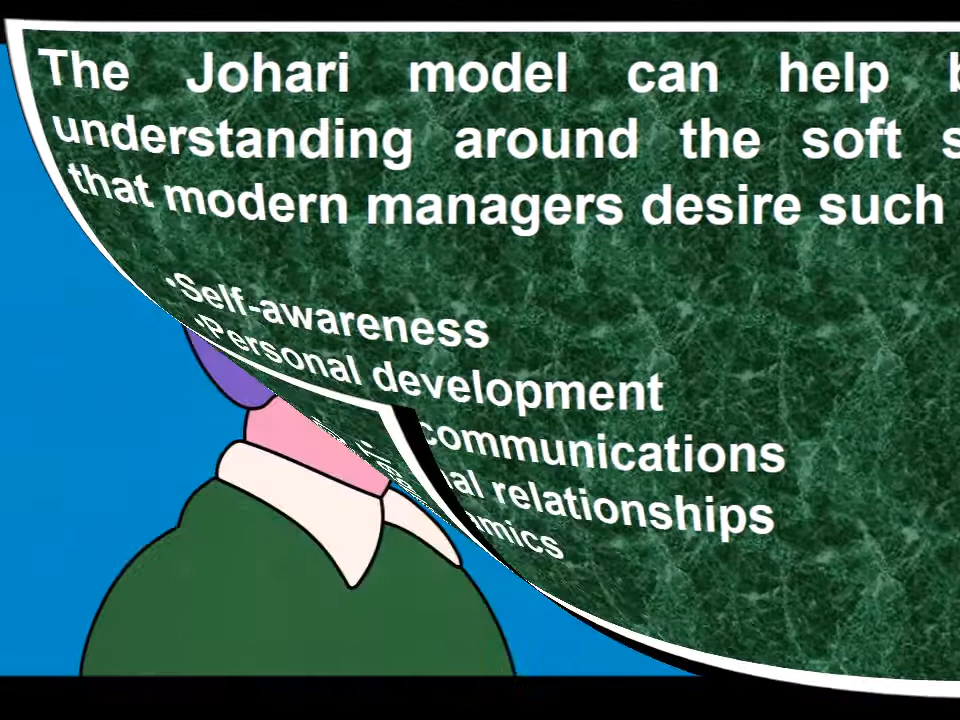 The Johari model can help
understanding around the soft
that modern managers desire such
•Self-awareness
•Personal development
communications
relationships